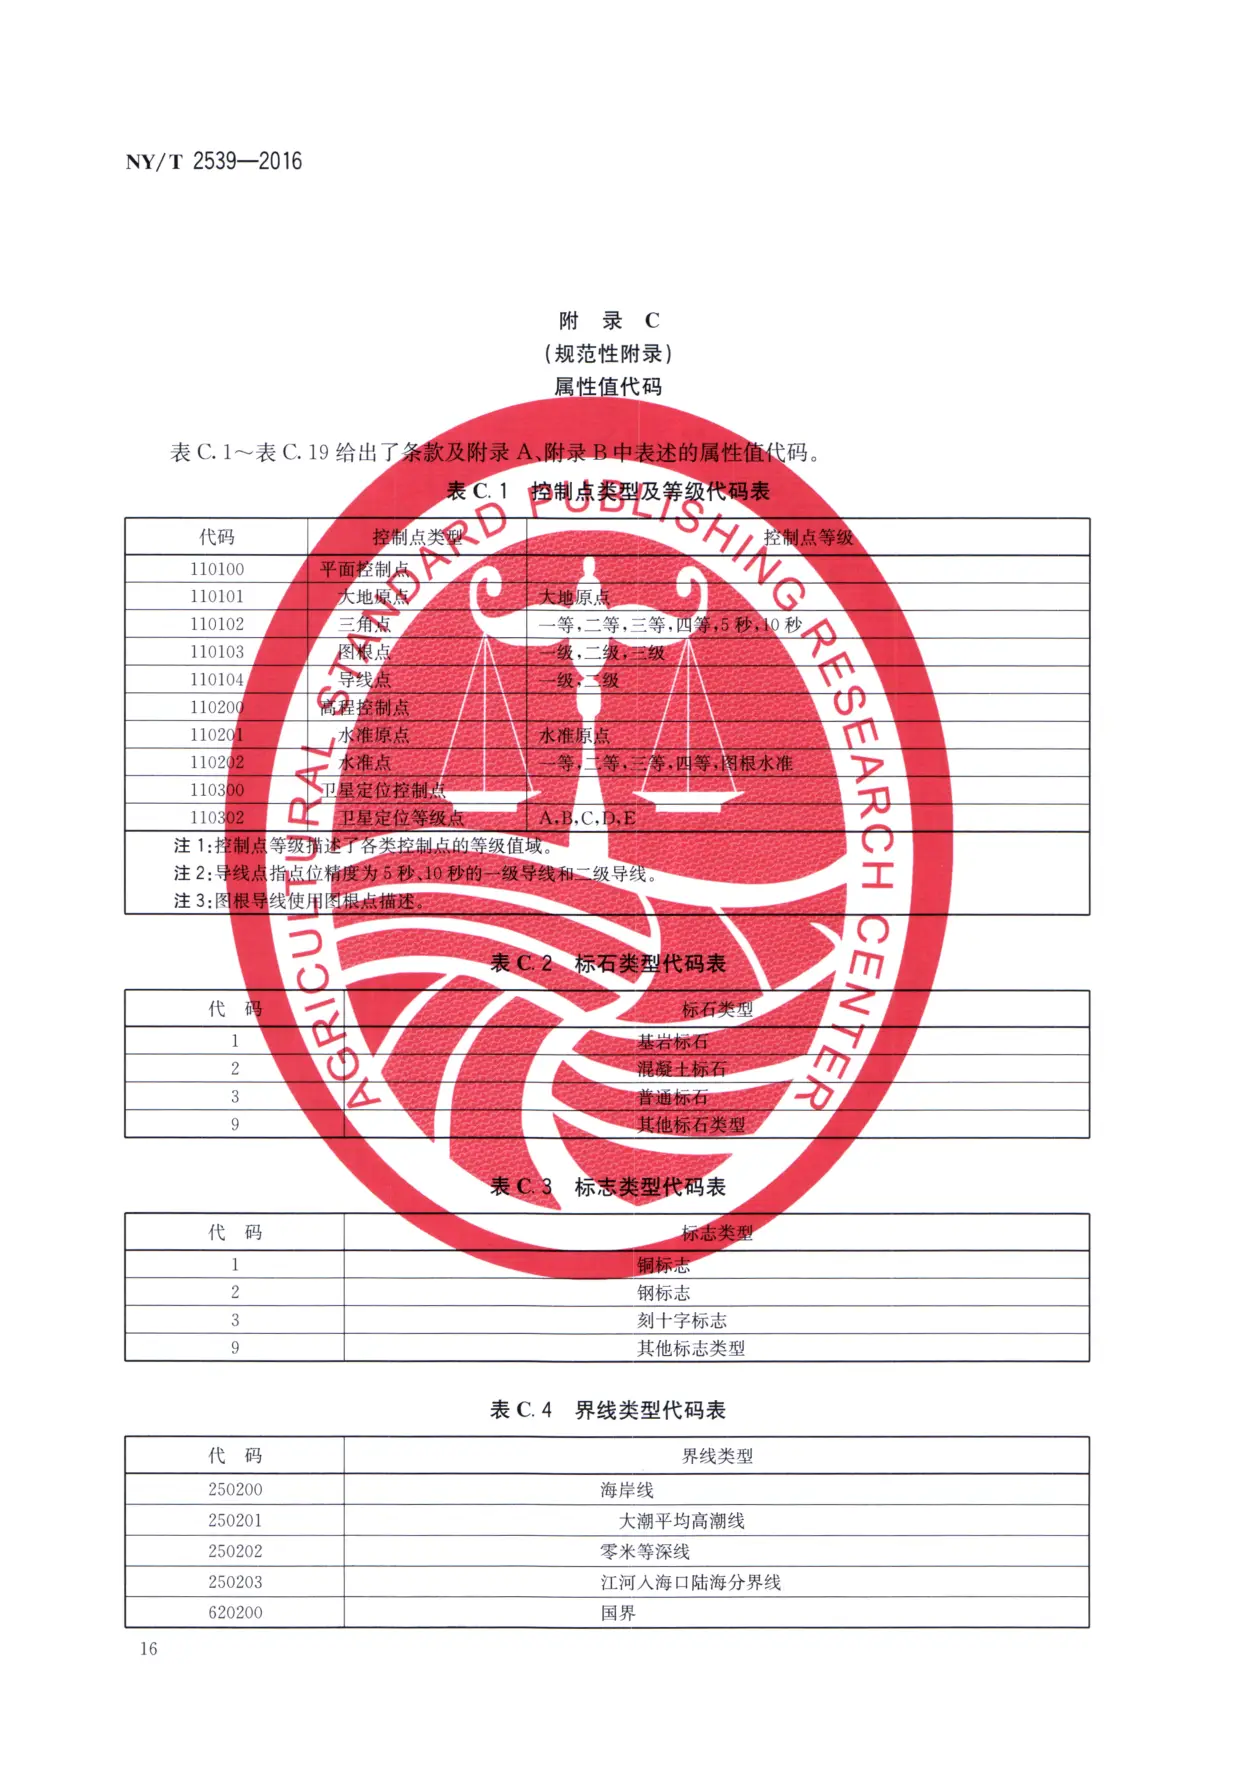 NY/T 2539—2016
附 录 C
(规范性附录)
属性值代码
表 C.1～表 C.19 给出了条款及附录 A、附录 B 中表述的属性值代码。
表 C.1 控制点类型及等级代码表
代码 控制点类型 控制点等级
110100 平面控制点
110101 大地原点 大地原点
110102 三角点 一等,二等,三等,四等,5秒,10秒
110103 图根点 一级,二级,三级
110104 导线点 一级,二级
110200 高程控制点
110201 水准原点 水准原点
110202 水准点 一等,二等,三等,四等,图根水准
110300 卫星定位控制点
110302 卫星定位等级点 A,B,C,D,E
注 1:控制点等级描述了各类控制点的等级值域。
注 2:导线点指点位精度为 5 秒、10 秒的一级导线和二级导线。
注 3:图根导线使用图根点描述。
表 C.2 标石类型代码表
代 码 标石类型
1 基岩标石
2 混凝土标石
3 普通标石
9 其他标石类型
表 C.3 标志类型代码表
代 码 标志类型
1 铜标志
2 钢标志
3 刻十字标志
9 其他标志类型
表 C.4 界线类型代码表
代 码 界线类型
250200 海岸线
250201 大潮平均高潮线
250202 零米等深线
250203 江河入海口陆海分界线
620200 国界
16
AGRICULTURAL STANDARD PUBLISHING RESEARCH CENTER